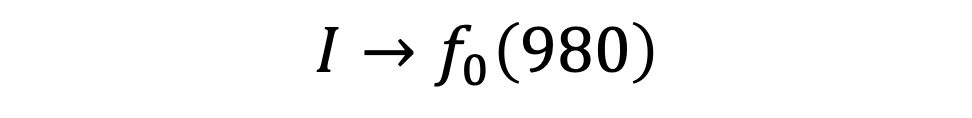 I → f₀(980)